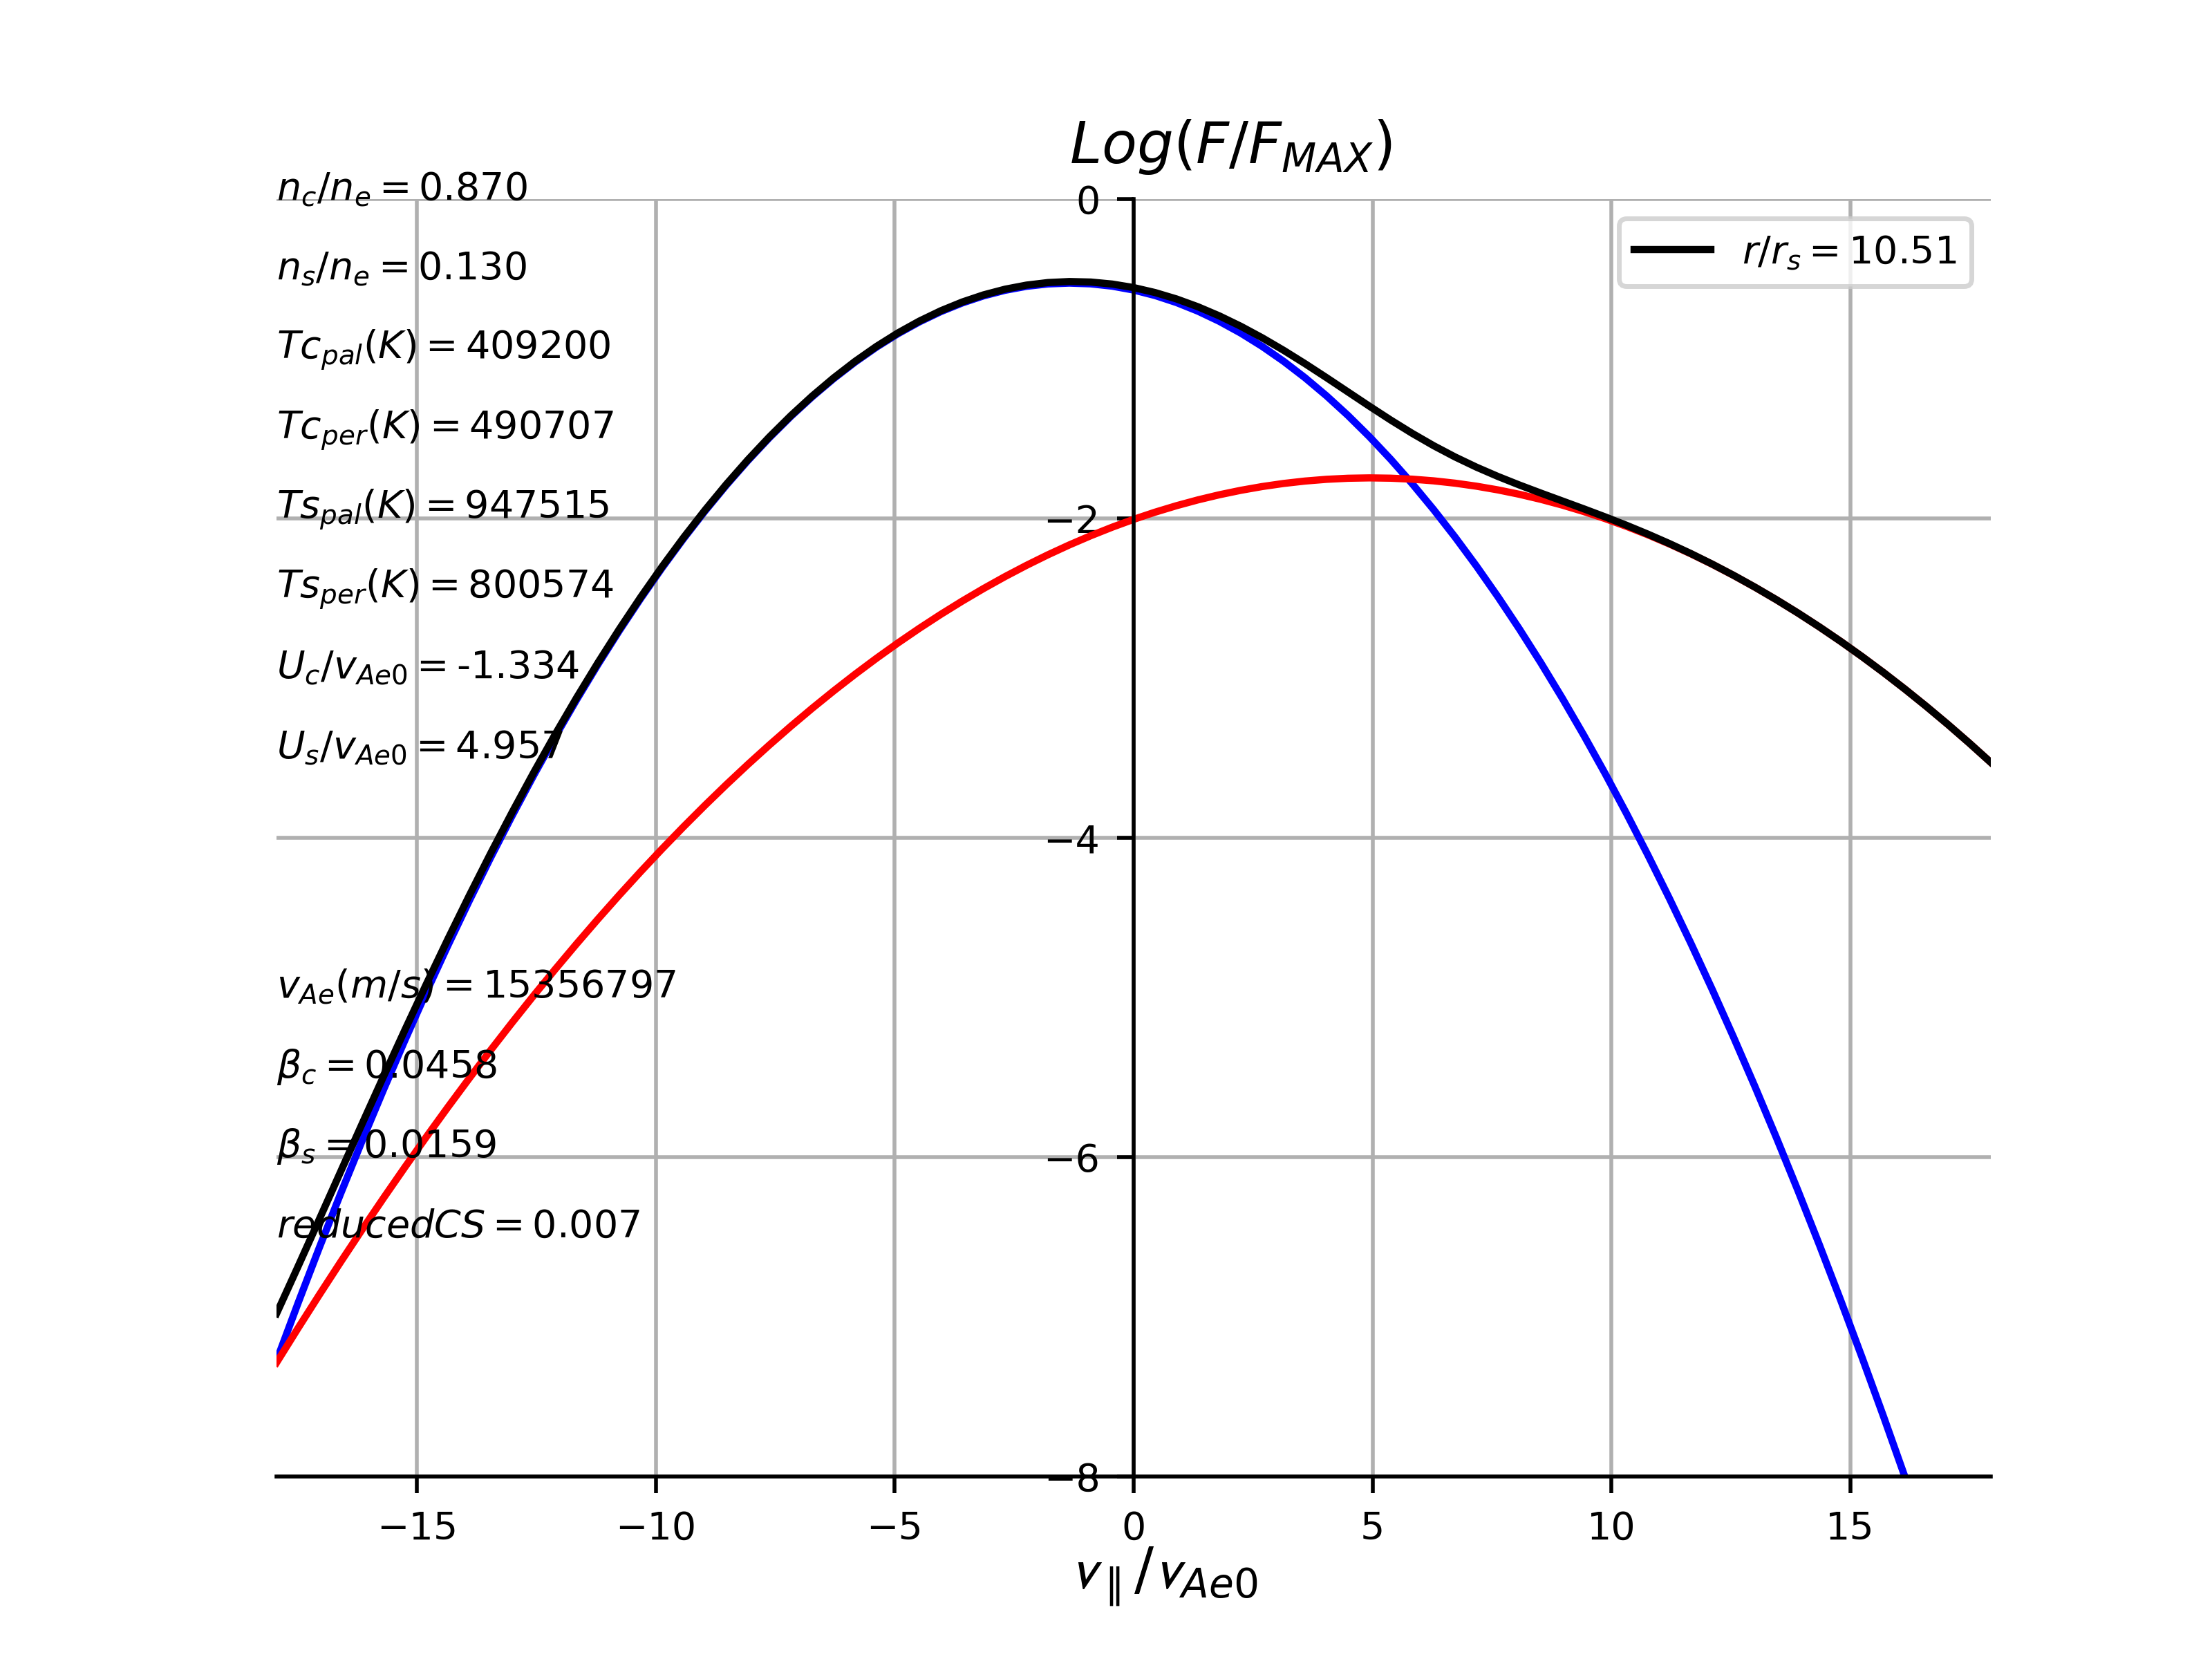 Log(F/F_MAX)
n_c/n_e = 0.870
0
r/r_s = 10.51
n_s/n_e = 0.130
Tc_pal(K) = 409200
Tc_per(K) = 490707
Ts_pal(K) = 947515
−2
Ts_per(K) = 800574
U_c/v_Ae0 = -1.334
U_s/v_Ae0 = 4.957
−4
v_Ae(m/s) = 15356797
β_c = 0.0458
β_s = 0.0159
−6
reducedCS = 0.007
−8
−15 −10 −5 0 5 10 15
v_∥/v_Ae0